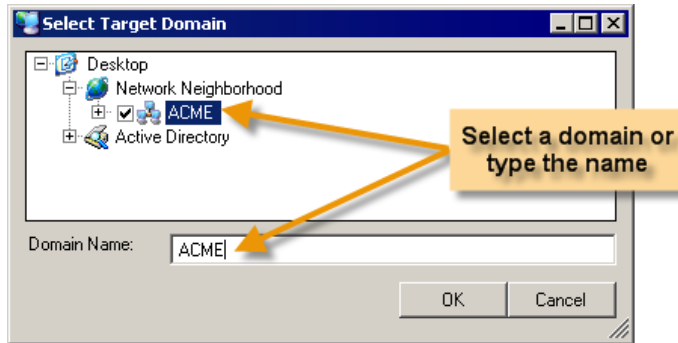 Select Target Domain
Desktop
Network Neighborhood
ACME
Active Directory
Select a domain or
type the name
Domain Name:
ACME
OK
Cancel